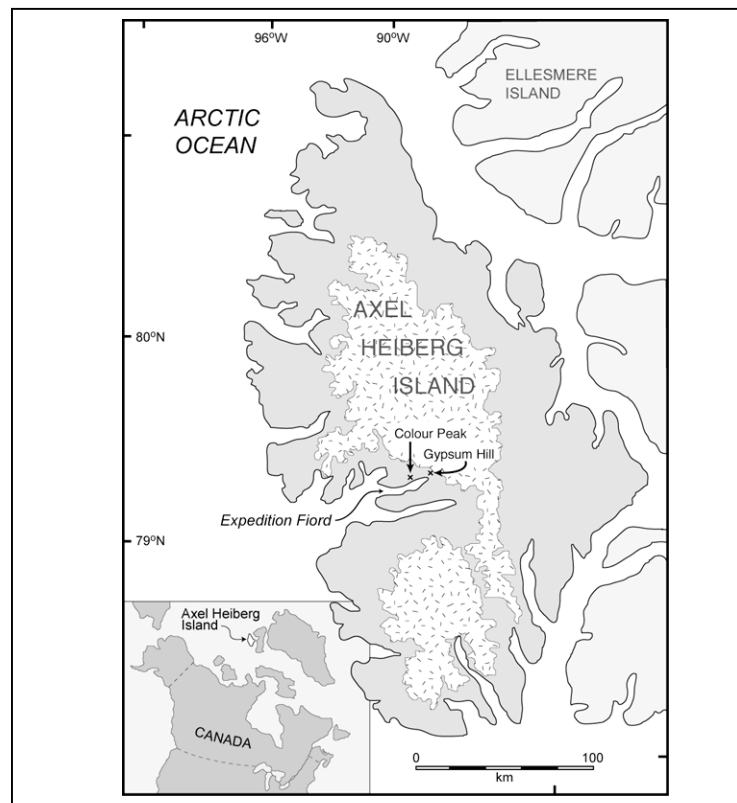 96°W
90°W
ELLESMERE
ISLAND
ARCTIC
OCEAN
80°N
AXEL
HEIBERG
ISLAND
Colour Peak
Gypsum Hill
Expedition Fiord
79°N
Axel Heiberg
Island
CANADA
0
100
km